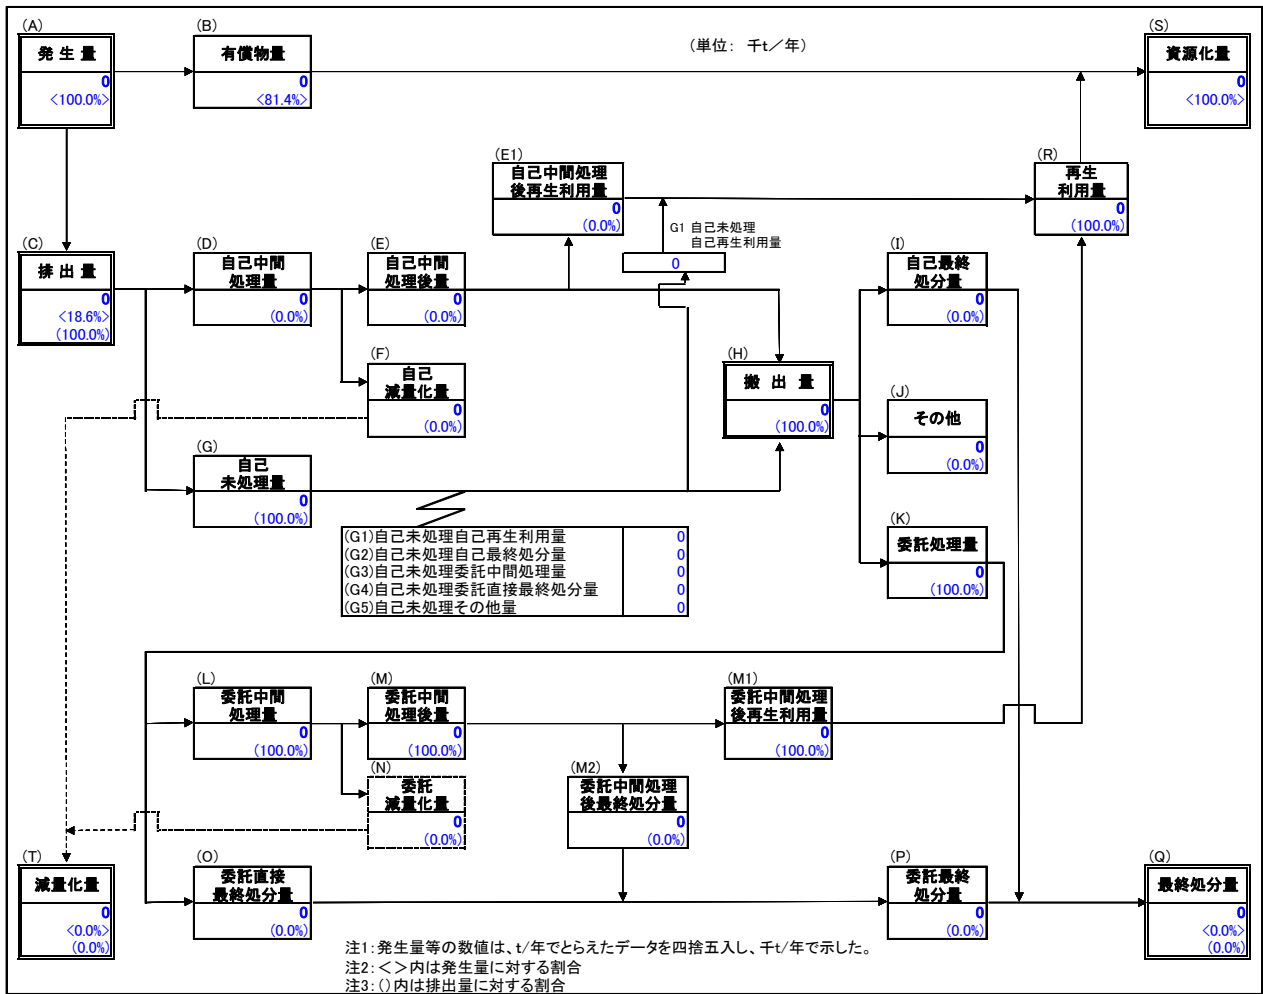 (A)
発 生 量
0
<100.0%>
(B)
有償物量
0
<81.4%>
(単位: 千t/年)
(S)
資源化量
0
<100.0%>
(E1)
自己中間処理
後再生利用量
0
(0.0%)
G1 自己未処理
自己再生利用量
0
(R)
再生
利用量
0
(100.0%)
(C)
排 出 量
0
<18.6%>
(100.0%)
(D)
自己中間
処理量
0
(0.0%)
(E)
自己中間
処理後量
0
(0.0%)
(F)
自己
減量化量
0
(0.0%)
(G)
自己
未処理量
0
(100.0%)
(H)
搬 出 量
0
(100.0%)
(I)
自己最終
処分量
0
(0.0%)
(J)
その他
0
(0.0%)
(K)
委託処理量
0
(100.0%)
(G1)自己未処理自己再生利用量 0
(G2)自己未処理自己最終処分量 0
(G3)自己未処理委託中間処理量 0
(G4)自己未処理委託直接最終処分量 0
(G5)自己未処理その他量 0
(L)
委託中間
処理量
0
(100.0%)
(M)
委託中間
処理後量
0
(100.0%)
(M1)
委託中間処理
後再生利用量
0
(100.0%)
(N)
委託
減量化量
0
(0.0%)
(M2)
委託中間処理
後最終処分量
0
(0.0%)
(T)
減量化量
0
<0.0%>
(0.0%)
(O)
委託直接
最終処分量
0
(0.0%)
(P)
委託最終
処分量
0
(0.0%)
(Q)
最終処分量
0
<0.0%>
(0.0%)
注1:発生量等の数値は、t/年でとらえたデータを四捨五入し、千t/年で示した。
注2:<>内は発生量に対する割合
注3:()内は排出量に対する割合